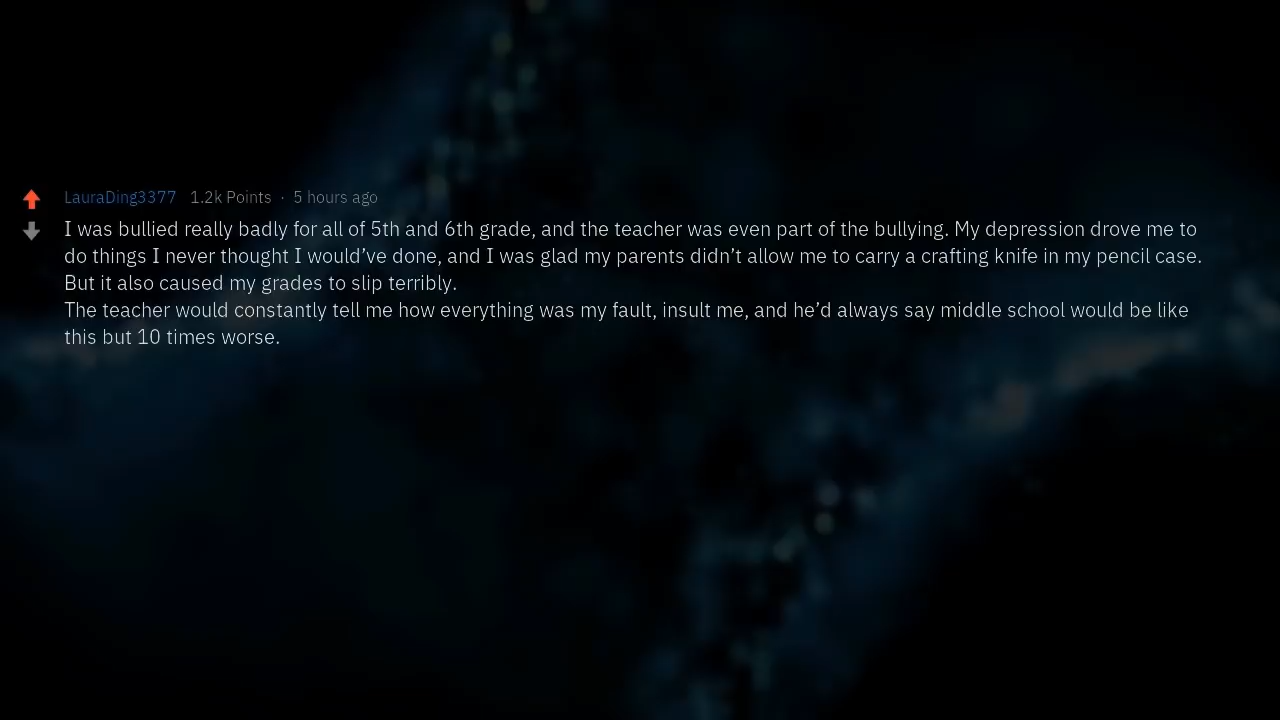 LauraDing3377 1.2k Points · 5 hours ago
I was bullied really badly for all of 5th and 6th grade, and the teacher was even part of the bullying. My depression drove me to
do things I never thought I would’ve done, and I was glad my parents didn’t allow me to carry a crafting knife in my pencil case.
But it also caused my grades to slip terribly.
The teacher would constantly tell me how everything was my fault, insult me, and he’d always say middle school would be like
this but 10 times worse.